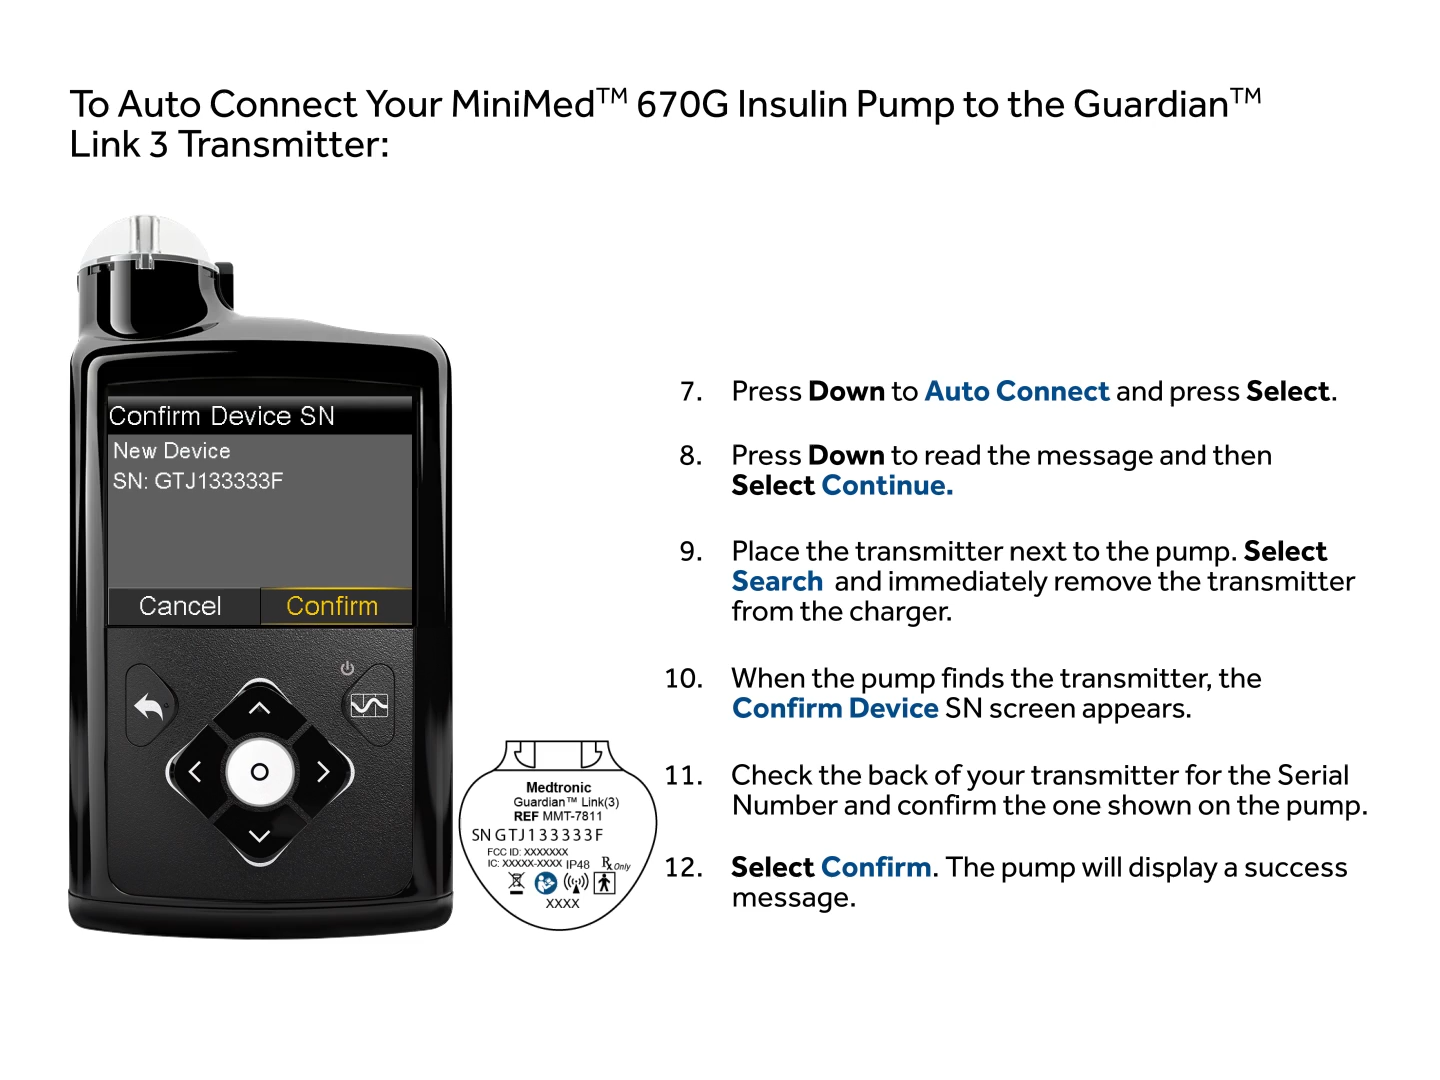 To Auto Connect Your MiniMed™ 670G Insulin Pump to the Guardian™
Link 3 Transmitter:
Confirm Device SN
New Device
SN: GTJ133333F
Cancel
Confirm
Medtronic
Guardian™ Link(3)
REF MMT-7811
SN GTJ133333F
FCC ID: XXXXXXX
IC: XXXXX-XXXX IP48 Rx Only
XXXX
7. Press Down to Auto Connect and press Select.
8. Press Down to read the message and then
Select Continue.
9. Place the transmitter next to the pump. Select
Search and immediately remove the transmitter
from the charger.
10. When the pump finds the transmitter, the
Confirm Device SN screen appears.
11. Check the back of your transmitter for the Serial
Number and confirm the one shown on the pump.
12. Select Confirm. The pump will display a success
message.